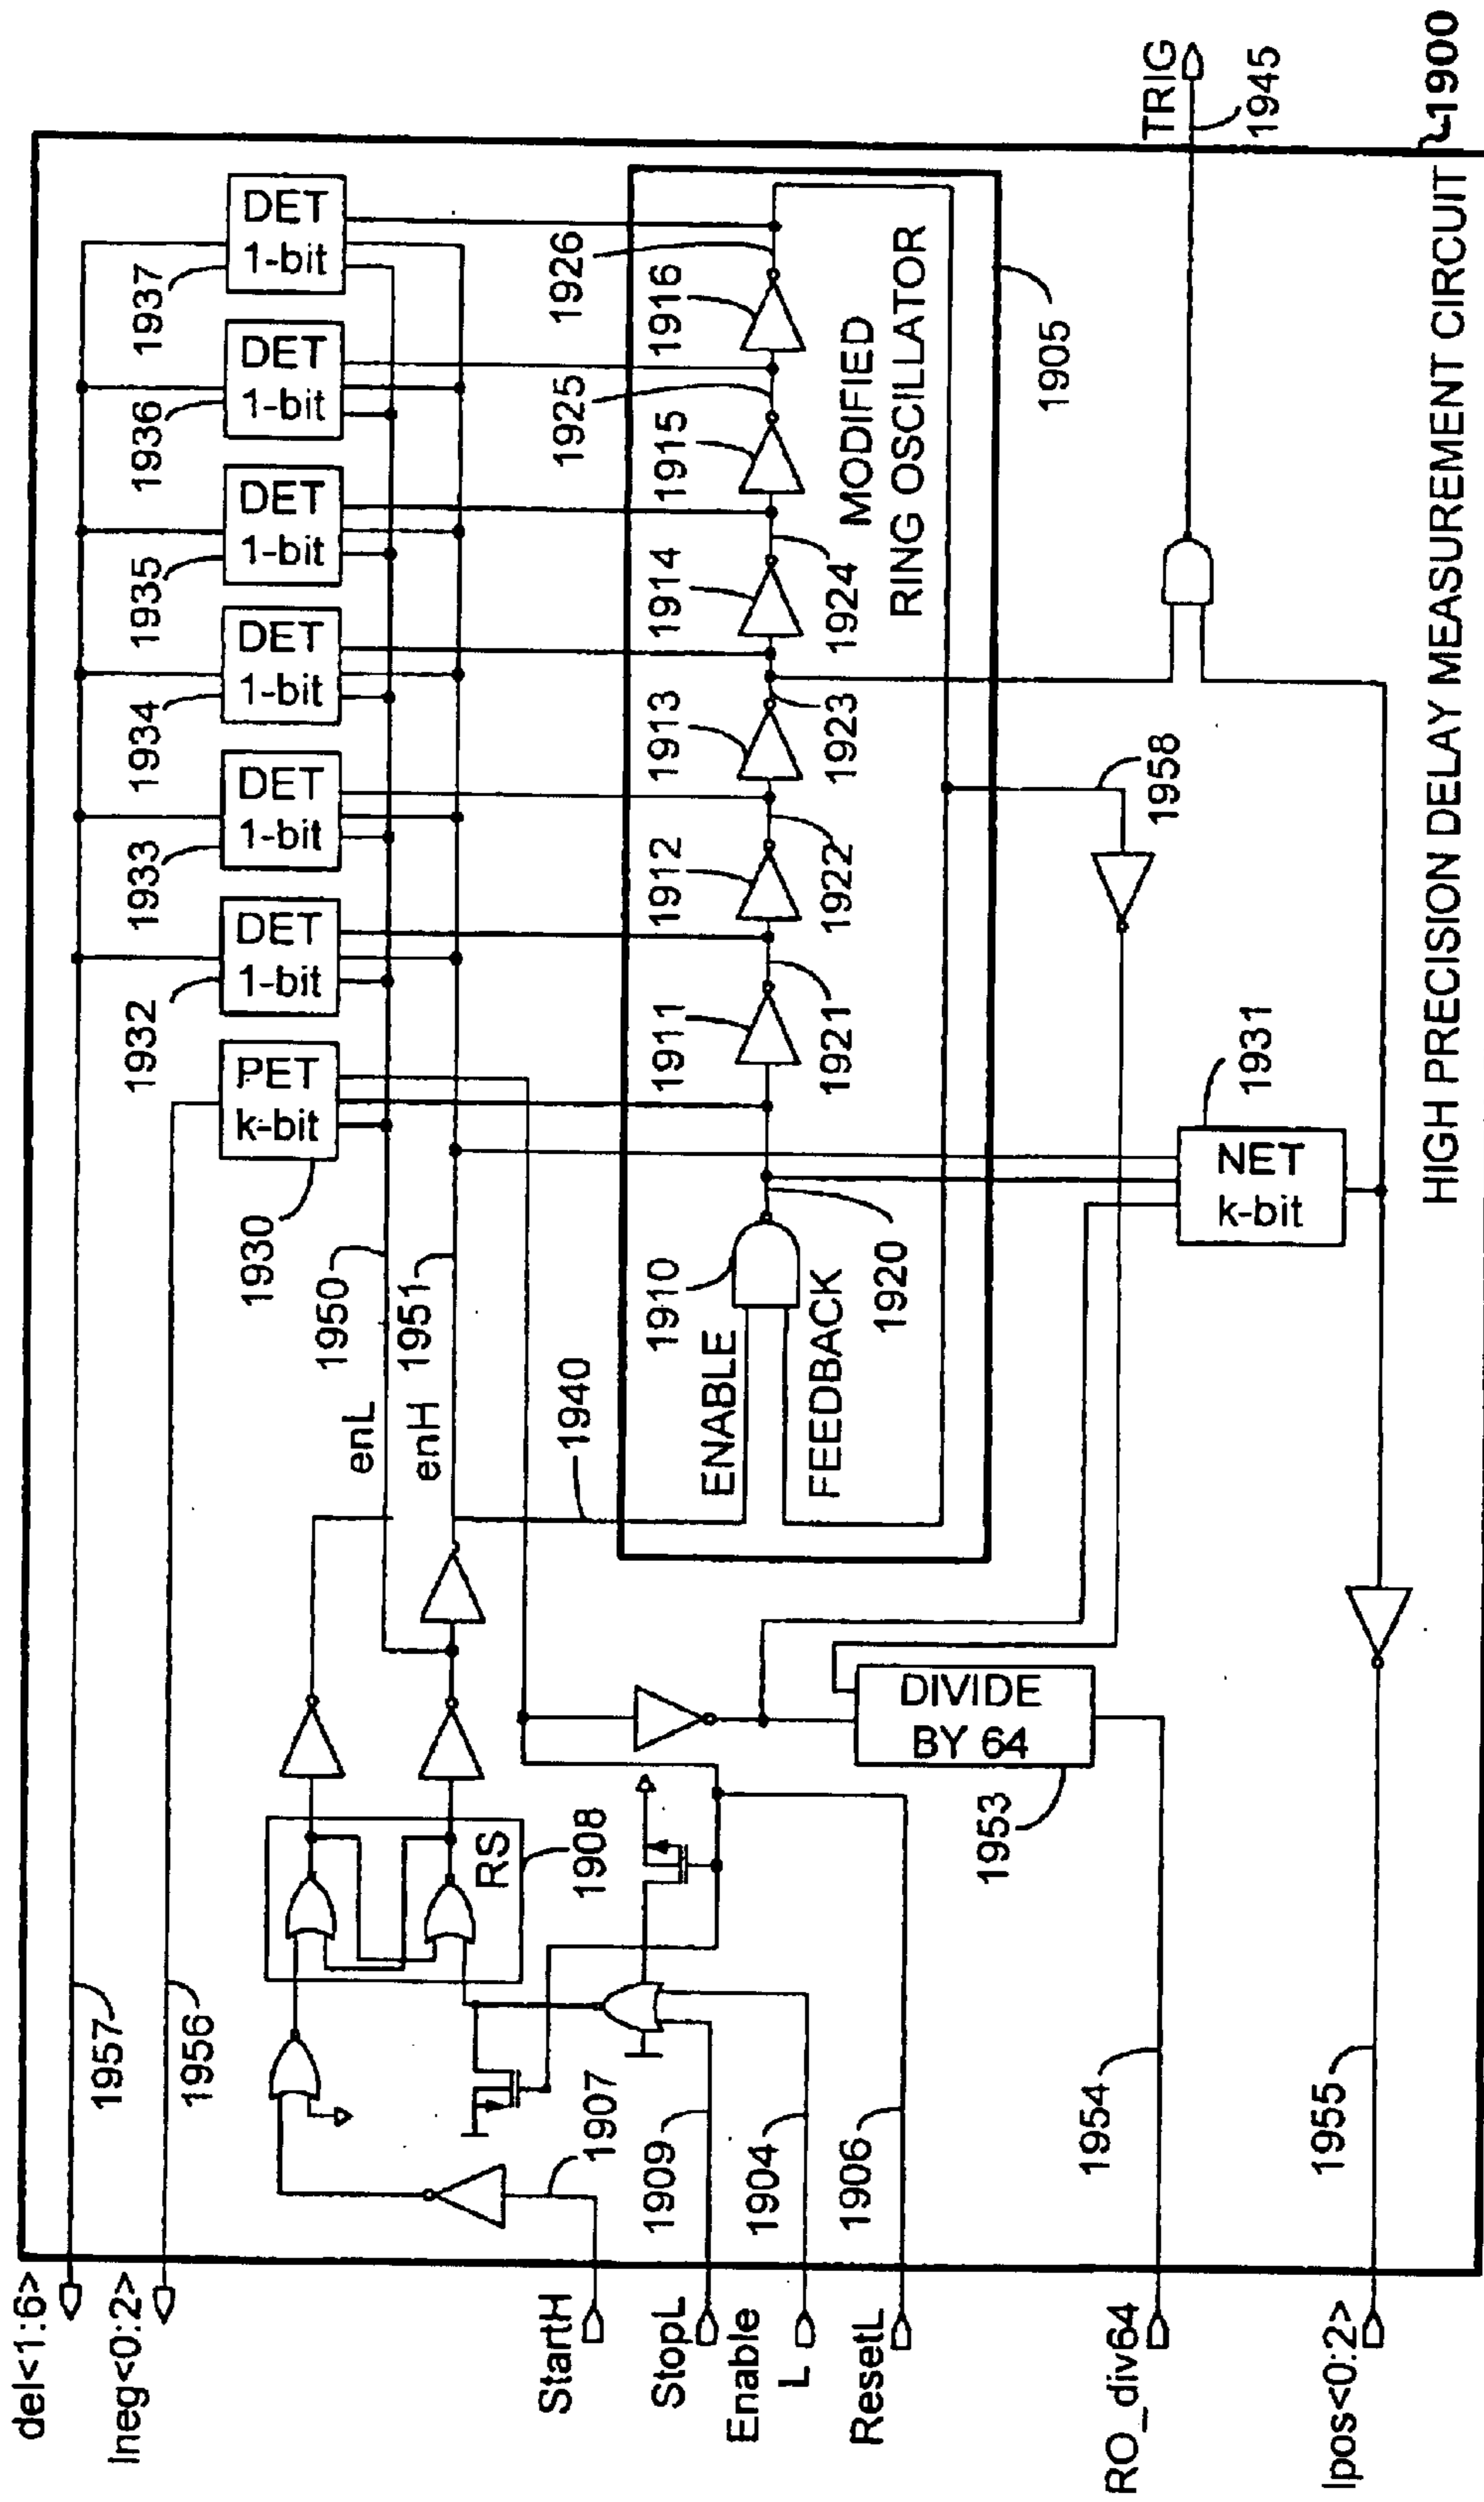 del<1:6>
lneg<0:2>
StartH
StopL
Enable
L
ResetL
RO_div64
lpos<0:2>
1957
1956
1907
1909
1904
1906
1954
1955
RS
1908
1953
DIVIDE
BY 64
enL
enH
1950
1951
1940
ENABLE
FEEDBACK
1910
1920
1930
PET
k-bit
1932
DET
1-bit
1933
DET
1-bit
1934
DET
1-bit
1935
DET
1-bit
1936
DET
1-bit
1937
DET
1-bit
1911
1921
1912
1922
1913
1923
1914
1924
1915
1925
1916
1926
MODIFIED
RING OSCILLATOR
1905
1958
1931
NET
k-bit
TRIG
1945
HIGH PRECISION DELAY MEASUREMENT CIRCUIT
1900